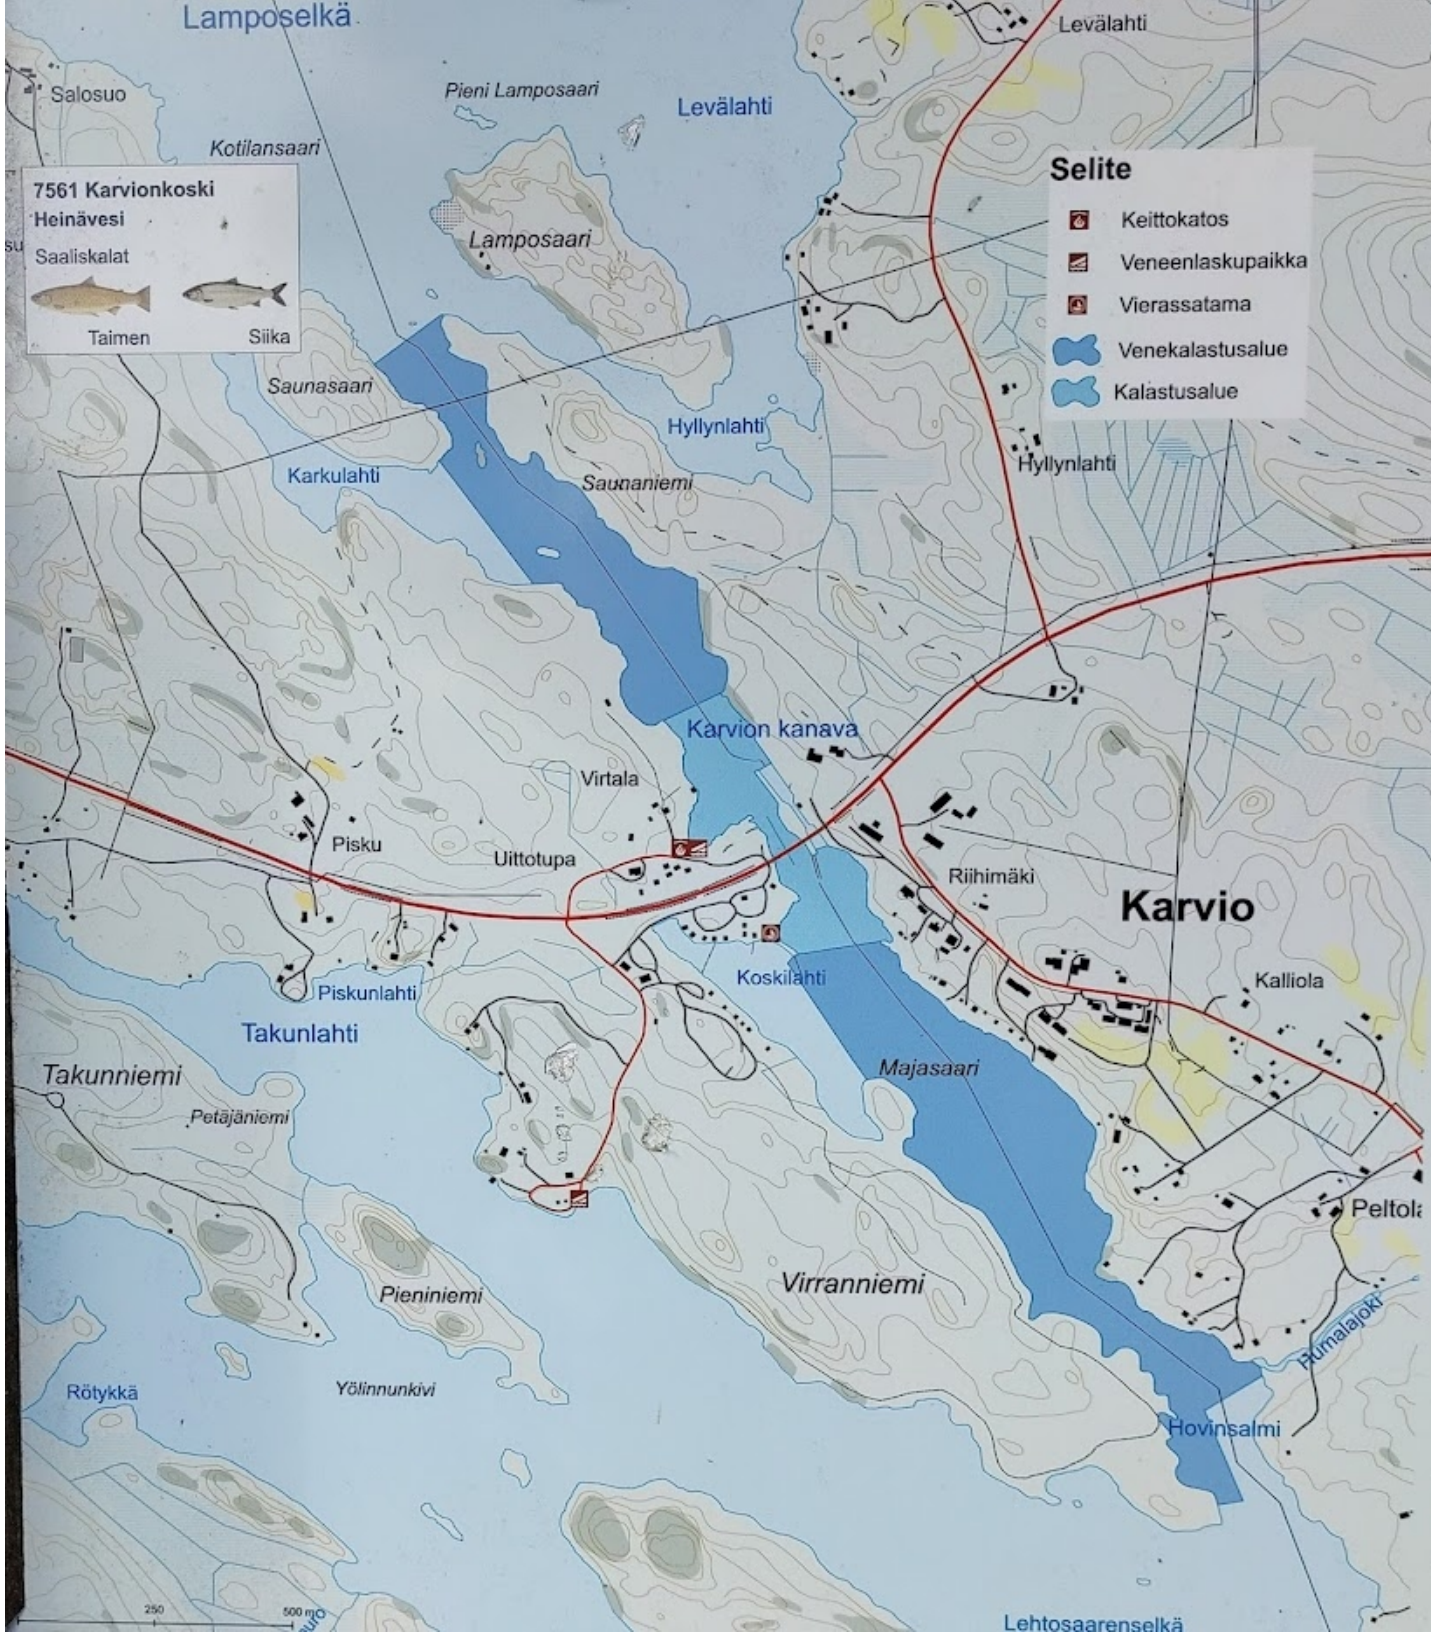 Lamposelkä
Levälahti
Salosuo
Pieni Lamposaari
Levälahti
Kotilansaari
Selite
7561 Karvionkoski
Heinävesi
Saaliskalat
Taimen
Siika
Keittokatos
Veneenlaskupaikka
Vierassatama
Venekalastusalue
Kalastusalue
Lamposaari
Saunasaari
Hyllynlahti
Hyllynlahti
Karkulahti
Saunaniemi
Karvion kanava
Virtala
Pisku
Uittotupa
Riihimäki
Karvio
Koskilahti
Kalliola
Piskunlahti
Takunlahti
Majasaari
Takunniemi
Petäjäniemi
Peltola
Virranniemi
Pieniniemi
Humalajoki
Rötykkä
Yölinnunkivi
Hovinsalmi
250
500 m
Lehtosaarenselkä